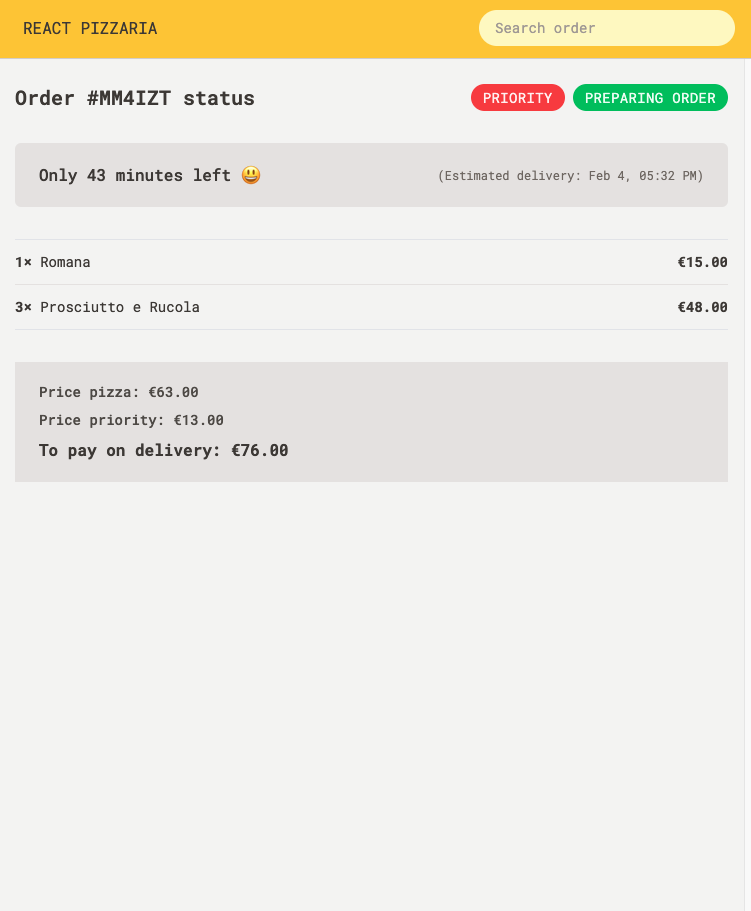 REACT PIZZARIA
Search order
Order #MM4IZT status
PRIORITY
PREPARING ORDER
Only 43 minutes left 😃
(Estimated delivery: Feb 4, 05:32 PM)
1× Romana
€15.00
3× Prosciutto e Rucola
€48.00
Price pizza: €63.00
Price priority: €13.00
To pay on delivery: €76.00